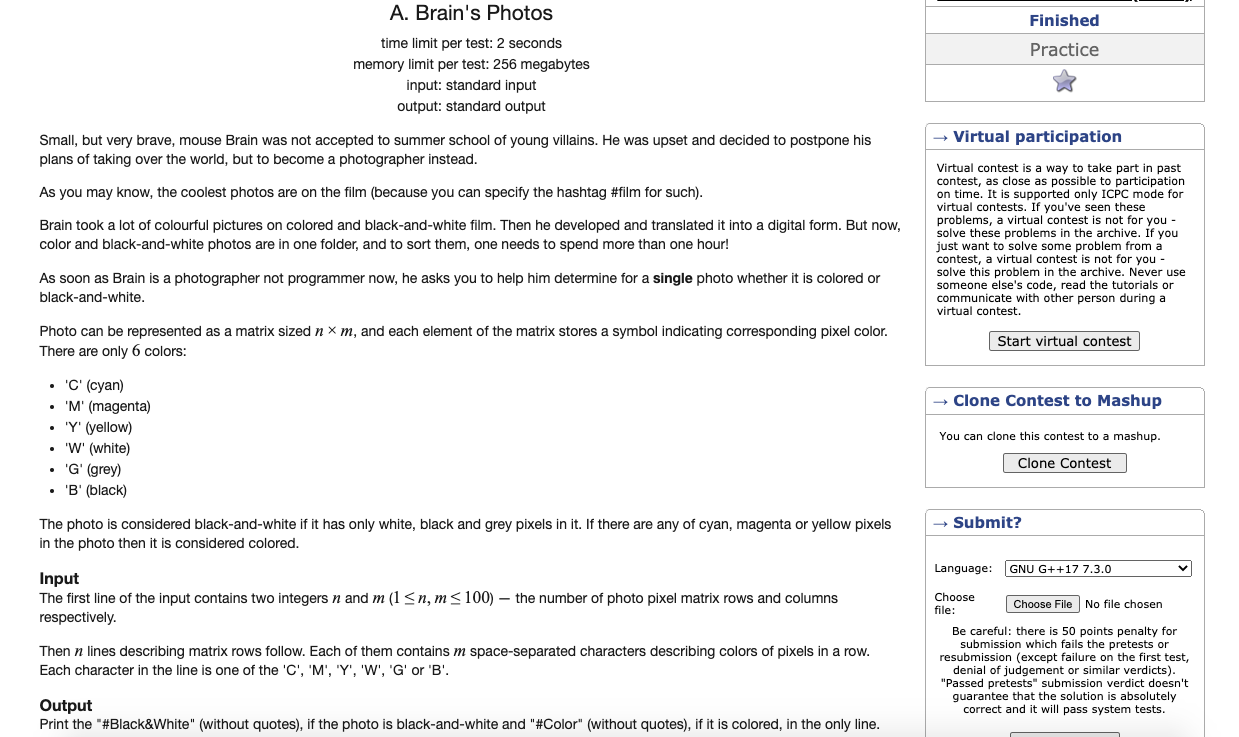 A. Brain's Photos
time limit per test: 2 seconds
memory limit per test: 256 megabytes
input: standard input
output: standard output
Small, but very brave, mouse Brain was not accepted to summer school of young villains. He was upset and decided to postpone his
plans of taking over the world, but to become a photographer instead.
As you may know, the coolest photos are on the film (because you can specify the hashtag #film for such).
Brain took a lot of colourful pictures on colored and black-and-white film. Then he developed and translated it into a digital form. But now,
color and black-and-white photos are in one folder, and to sort them, one needs to spend more than one hour!
As soon as Brain is a photographer not programmer now, he asks you to help him determine for a single photo whether it is colored or
black-and-white.
Photo can be represented as a matrix sized n × m, and each element of the matrix stores a symbol indicating corresponding pixel color.
There are only 6 colors:
• 'C' (cyan)
• 'M' (magenta)
• 'Y' (yellow)
• 'W' (white)
• 'G' (grey)
• 'B' (black)
The photo is considered black-and-white if it has only white, black and grey pixels in it. If there are any of cyan, magenta or yellow pixels
in the photo then it is considered colored.
Input
The first line of the input contains two integers n and m (1 ≤ n, m ≤ 100) — the number of photo pixel matrix rows and columns
respectively.
Then n lines describing matrix rows follow. Each of them contains m space-separated characters describing colors of pixels in a row.
Each character in the line is one of the 'C', 'M', 'Y', 'W', 'G' or 'B'.
Output
Print the "#Black&White" (without quotes), if the photo is black-and-white and "#Color" (without quotes), if it is colored, in the only line.
Finished
Practice
→ Virtual participation
Virtual contest is a way to take part in past
contest, as close as possible to participation
on time. It is supported only ICPC mode for
virtual contests. If you've seen these
problems, a virtual contest is not for you -
solve these problems in the archive. If you
just want to solve some problem from a
contest, a virtual contest is not for you -
solve this problem in the archive. Never use
someone else's code, read the tutorials or
communicate with other person during a
virtual contest.
Start virtual contest
→ Clone Contest to Mashup
You can clone this contest to a mashup.
Clone Contest
→ Submit?
Language: GNU G++17 7.3.0
Choose
file: Choose File No file chosen
Be careful: there is 50 points penalty for
submission which fails the pretests or
resubmission (except failure on the first test,
denial of judgement or similar verdicts).
"Passed pretests" submission verdict doesn't
guarantee that the solution is absolutely
correct and it will pass system tests.